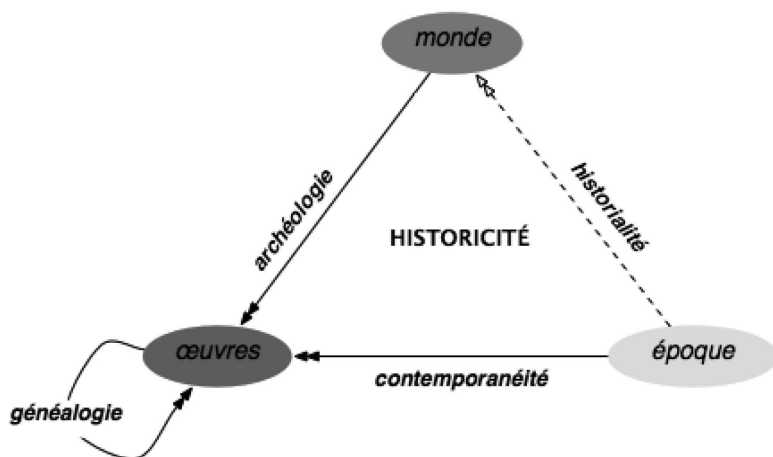 monde
archéologie
historialité
HISTORICITÉ
œuvres
époque
contemporanéité
généalogie